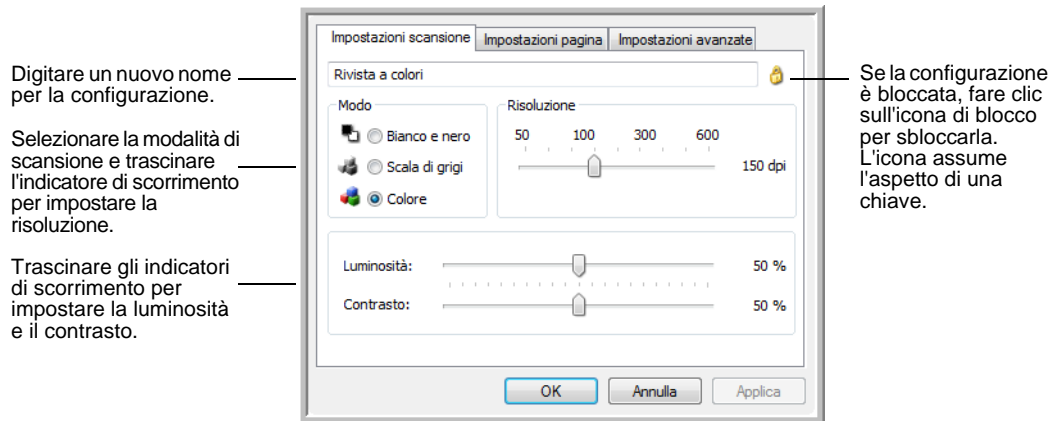 Digitare un nuovo nome
per la configurazione.
Selezionare la modalità di
scansione e trascinare
l'indicatore di scorrimento
per impostare la
risoluzione.
Trascinare gli indicatori
di scorrimento per
impostare la luminosità
e il contrasto.
Impostazioni scansione Impostazioni pagina Impostazioni avanzate
Rivista a colori
Modo
Bianco e nero
Scala di grigi
Colore
Risoluzione
50 100 300 600
150 dpi
Luminosità: 50 %
Contrasto: 50 %
OK Annulla Applica
Se la configurazione
è bloccata, fare clic
sull'icona di blocco
per sbloccarla.
L'icona assume
l'aspetto di una
chiave.